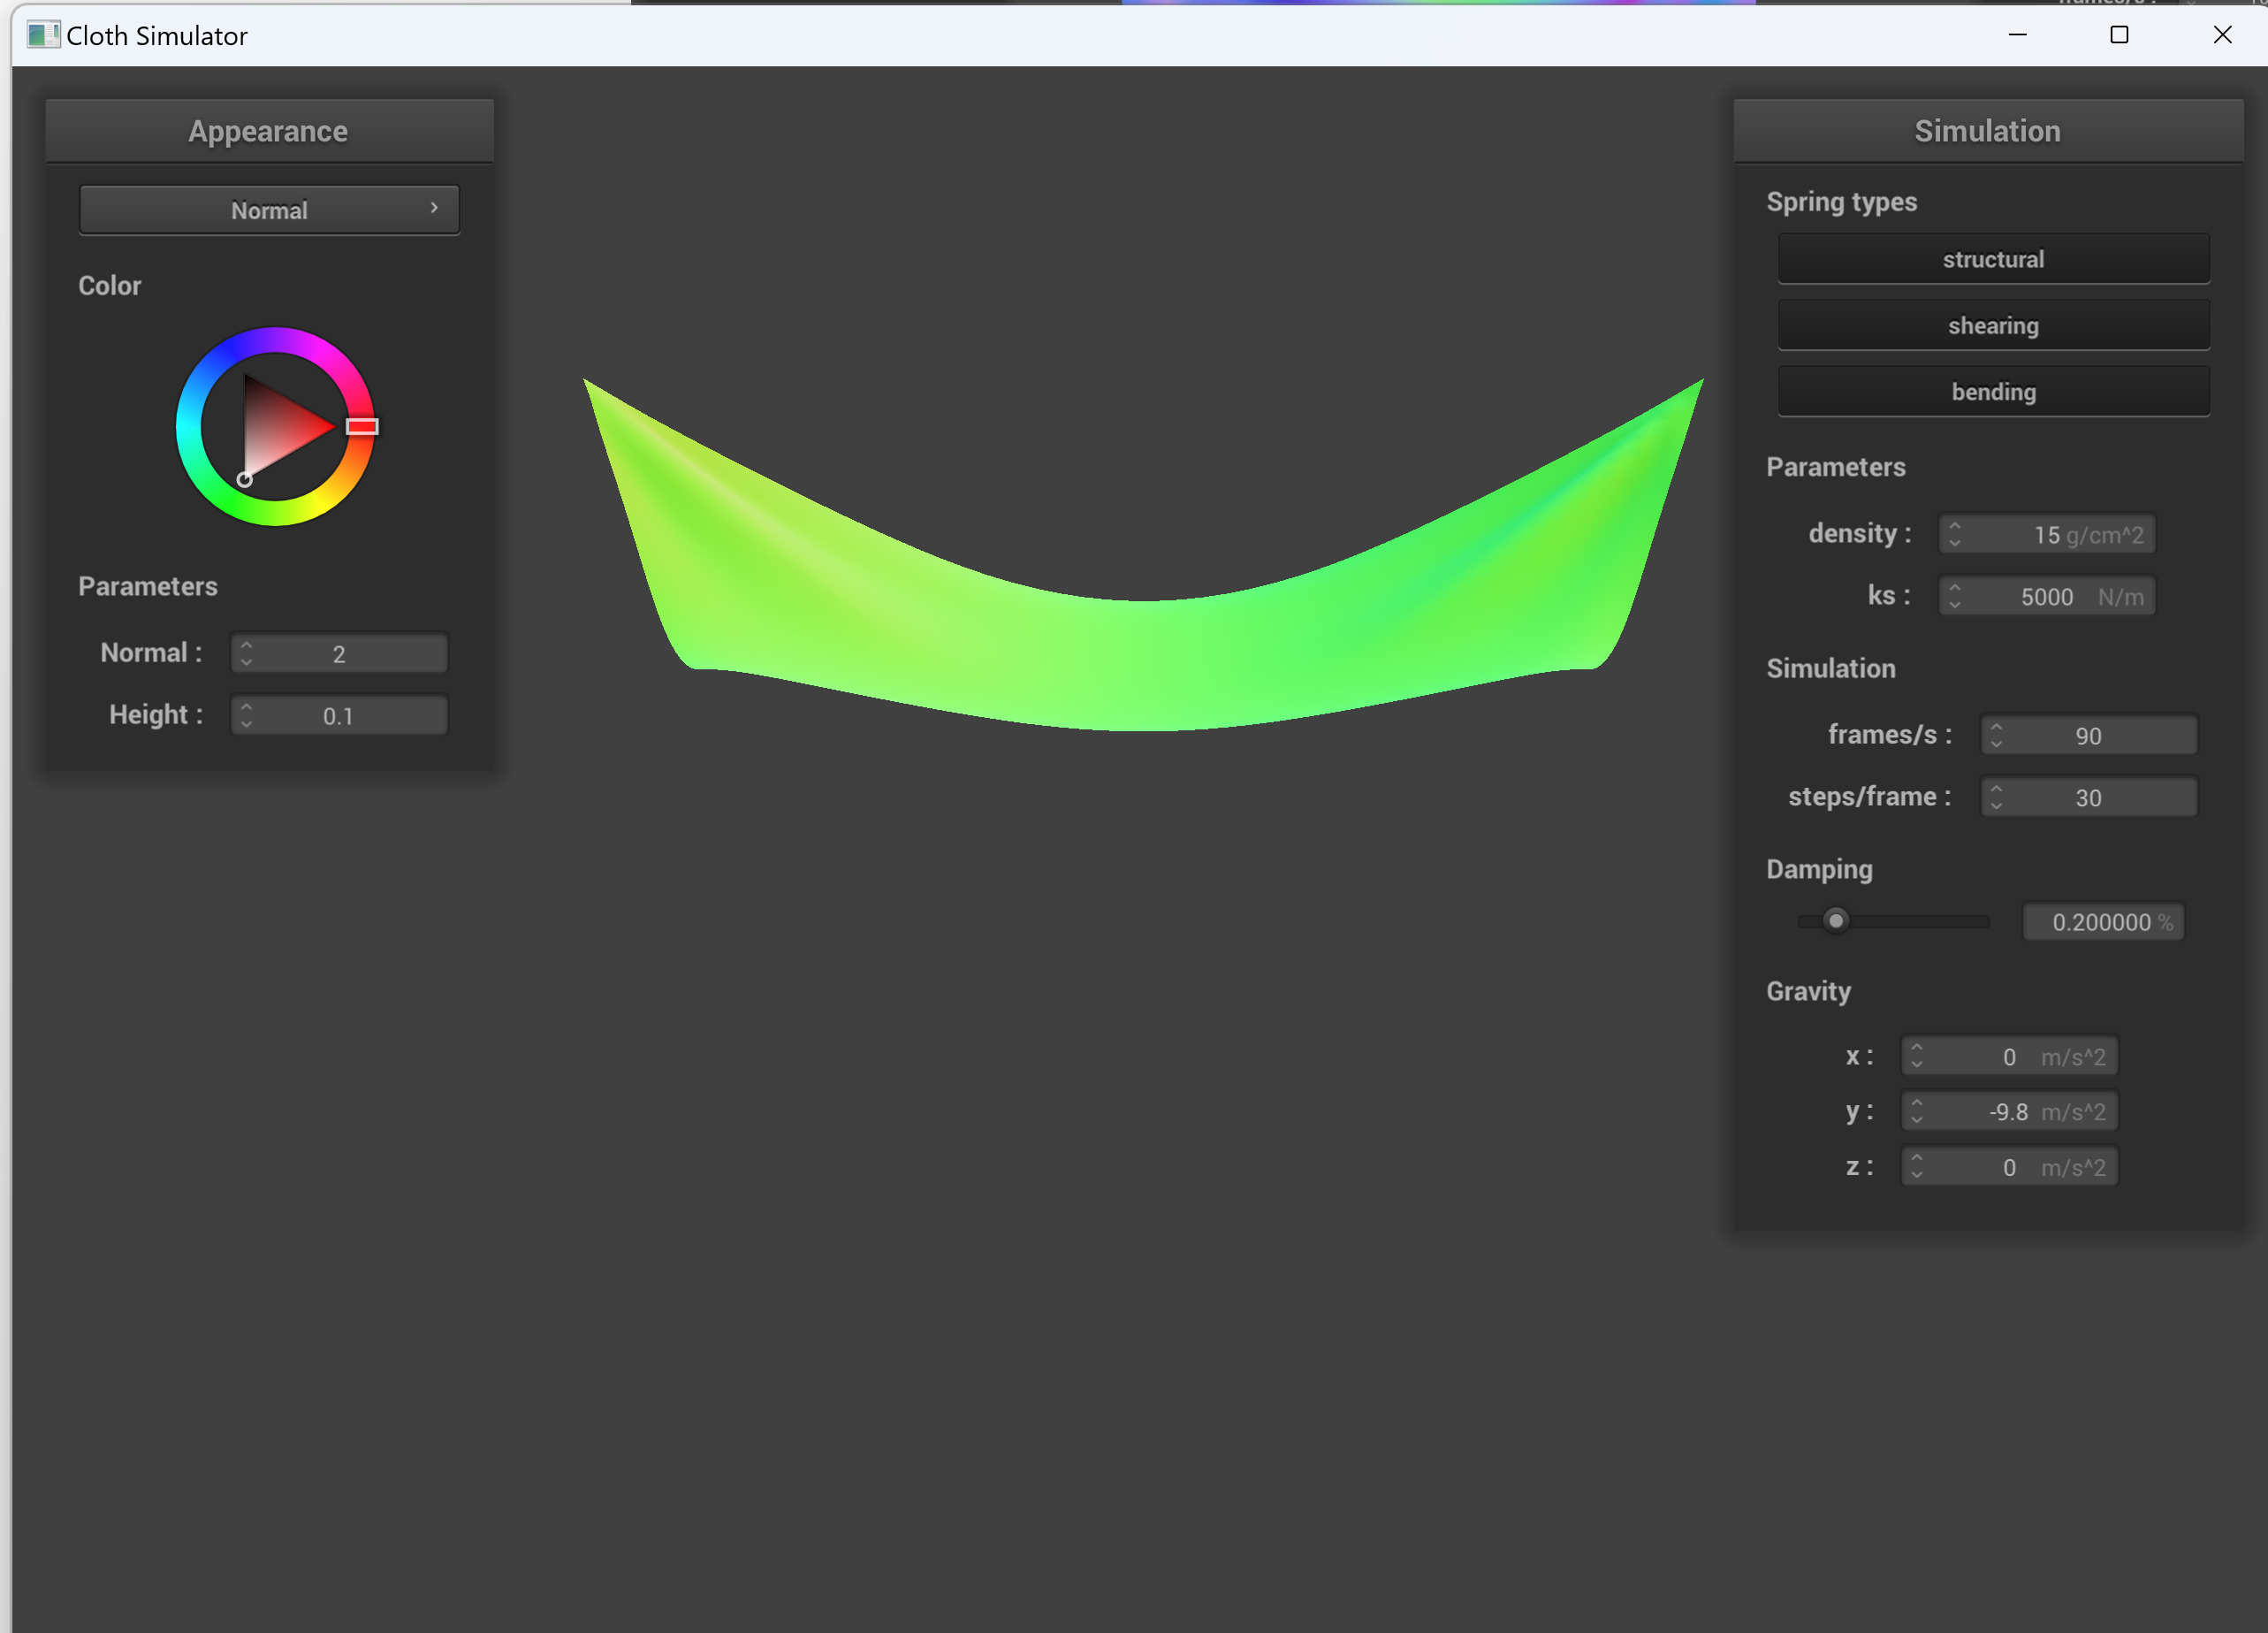 Cloth Simulator
Appearance
Normal
Color
Parameters
Normal : 2
Height : 0.1
Simulation
Spring types
structural
shearing
bending
Parameters
density : 15 g/cm^2
ks : 5000 N/m
Simulation
frames/s : 90
steps/frame : 30
Damping
0.200000 %
Gravity
x : 0 m/s^2
y : -9.8 m/s^2
z : 0 m/s^2